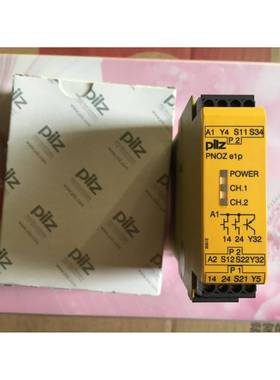 pilz
pilz
pilz
A1 Y4 S11 S34
P 2
pilz
PNOZ e1p
POWER
CH.1
CH.2
A1
14 24 Y32
P 2
A2 S12 S22 Y32
P 1
14 24 S21 Y5